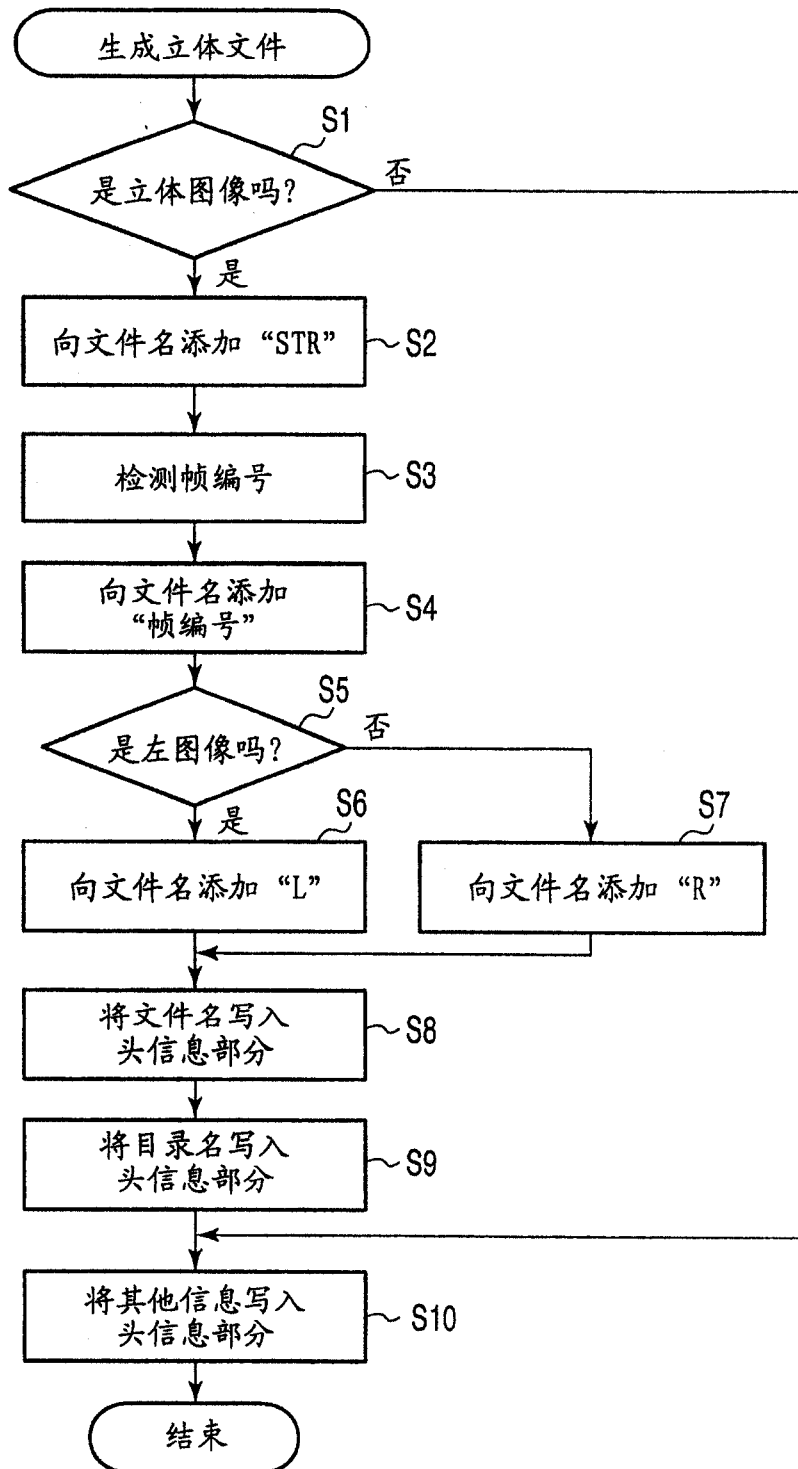 生成立体文件
S1
是立体图像吗?
否
是
向文件名添加 “STR”
S2
检测帧编号
S3
向文件名添加
“帧编号”
S4
S5
是左图像吗?
否
是
S6
向文件名添加 “L”
S7
向文件名添加 “R”
将文件名写入
头信息部分
S8
将目录名写入
头信息部分
S9
将其他信息写入
头信息部分
S10
结束